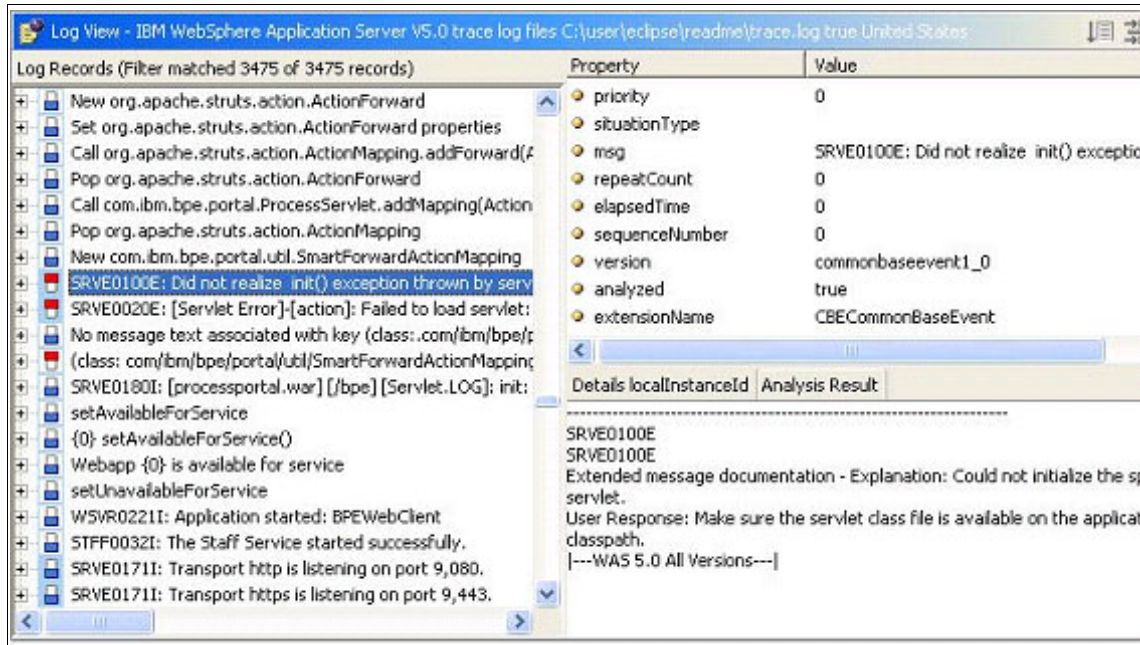 Log View - IBM WebSphere Application Server V5.0 trace log files C:\user\eclipse\readme\trace.log true United States
Log Records (Filter matched 3475 of 3475 records)
New org.apache.struts.action.ActionForward
Set org.apache.struts.action.ActionForward properties
Call org.apache.struts.action.ActionMapping.addForward(A
Pop org.apache.struts.action.ActionForward
Call com.ibm.bpe.portal.ProcessServlet.addMapping(Action
Pop org.apache.struts.action.ActionMapping
New com.ibm.bpe.portal.util.SmartForwardActionMapping
SRVE0100E: Did not realize init() exception thrown by serv
SRVE0020E: [Servlet Error]-[action]: Failed to load servlet:
No message text associated with key (class:.com/ibm/bpe/p
(class: com/ibm/bpe/portal/util/SmartForwardActionMapping
SRVE0180I: [processportal.war] [/bpe] [Servlet.LOG]: init:
setAvailableForService
{0} setAvailableForService()
Webapp {0} is available for service
setUnavailableForService
WSVR0221I: Application started: BPEWebClient
STFF0032I: The Staff Service started successfully.
SRVE0171I: Transport http is listening on port 9,080.
SRVE0171I: Transport https is listening on port 9,443.
Property Value
priority 0
situationType
msg SRVE0100E: Did not realize init() exceptio
repeatCount 0
elapsedTime 0
sequenceNumber 0
version commonbaseevent1_0
analyzed true
extensionName CBECommonBaseEvent
Details localInstanceId Analysis Result
----------------------------------------------------------------------
SRVE0100E
SRVE0100E
Extended message documentation - Explanation: Could not initialize the sp
servlet.
User Response: Make sure the servlet class file is available on the applicat
classpath.
|---WAS 5.0 All Versions---|